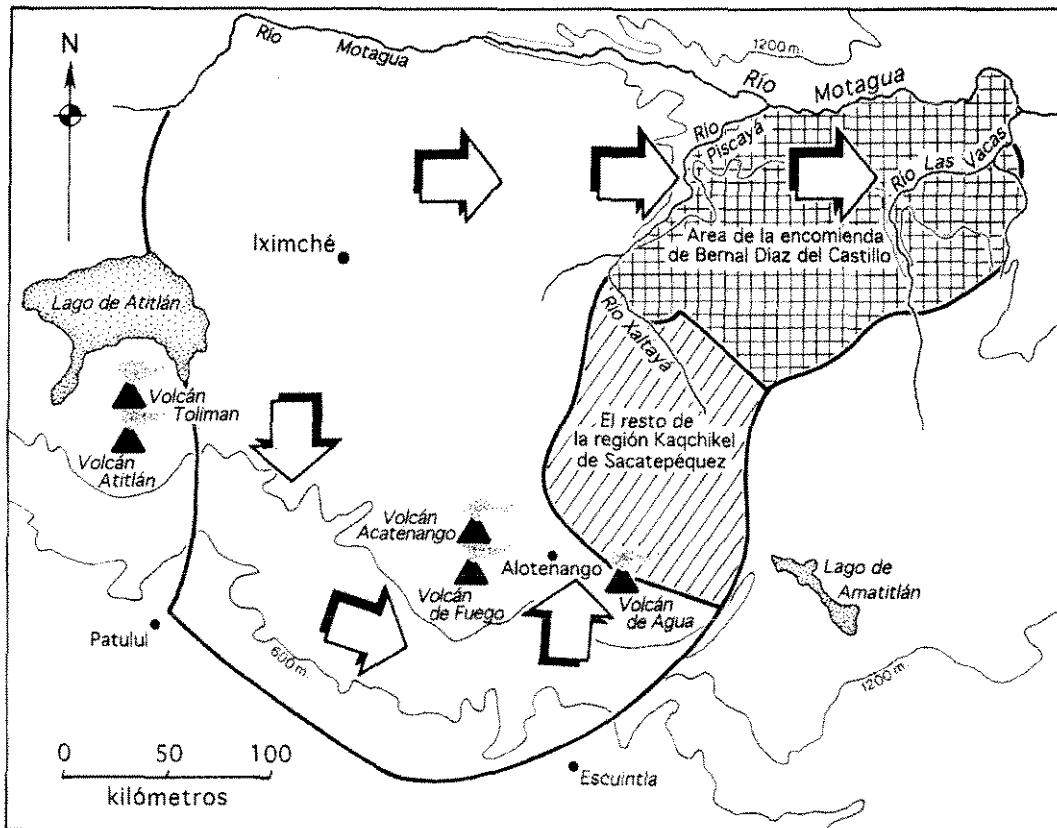 N
Río
Motagua
1200 m.
Río
Motagua
Río
Piscayá
Río Las Vacas
Area de la encomienda
de Bernal Díaz del Castillo
Iximché
Lago de Atitlán
Río Xaltayá
Volcán
Toliman
Volcán
Atitlán
El resto de
la región Kaqchikel
de Sacatepéquez
Volcán
Acatenango
Alotenango
Volcán
de Fuego
Volcán
de Agua
Lago de
Amatitlán
Patulul
600 m.
1200 m.
0 50 100
kilómetros
Escuintla